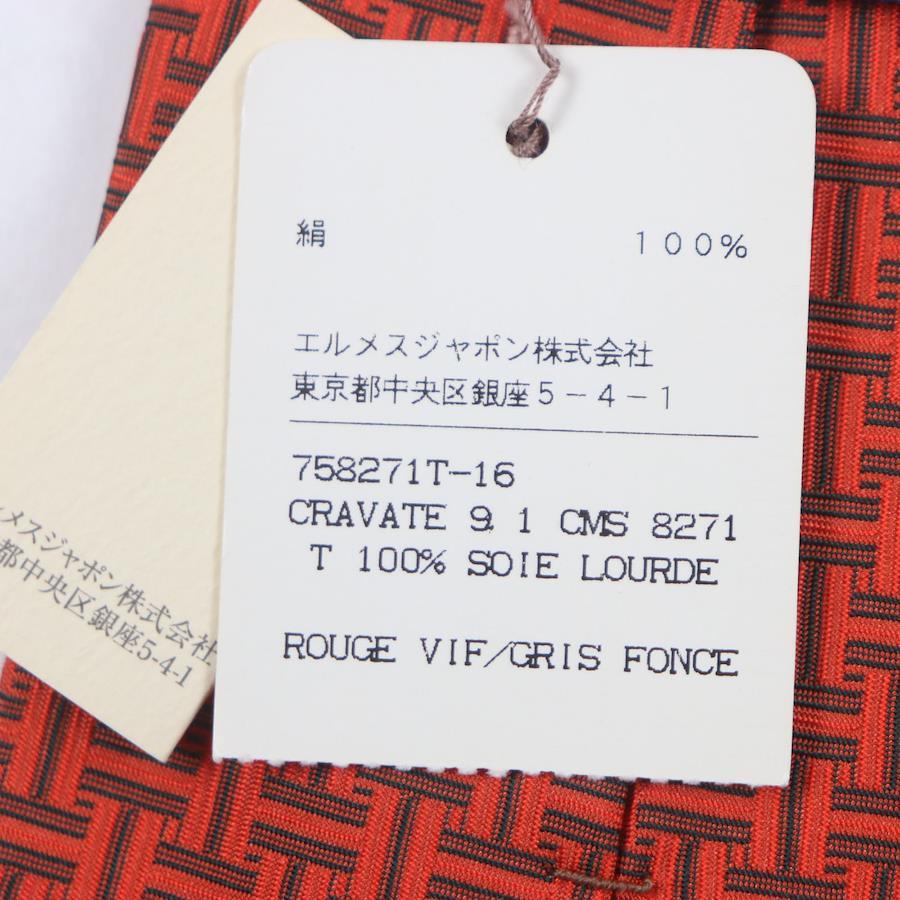 絹 100%
エルメスジャポン株式会社
東京都中央区銀座5-4-1
758271T-16
CRAVATE 9.1 CMS 8271
T 100% SOIE LOURDE
ROUGE VIF/GRIS FONCE
メスジャポン株式会社
都中央区銀座5-4-1